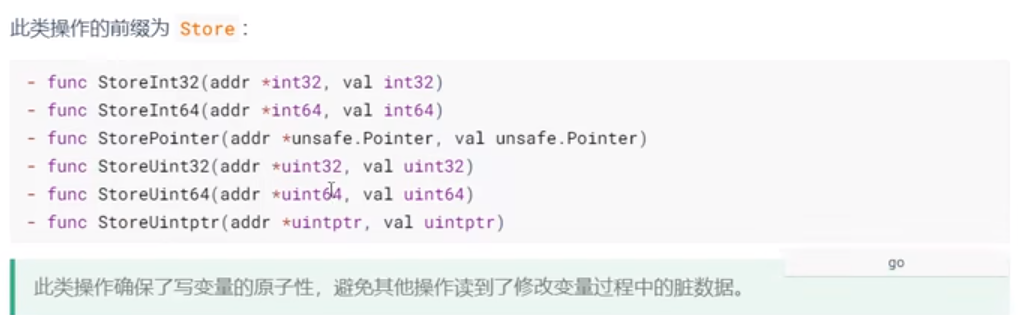 此类操作的前缀为 Store :
- func StoreInt32(addr *int32, val int32)
- func StoreInt64(addr *int64, val int64)
- func StorePointer(addr *unsafe.Pointer, val unsafe.Pointer)
- func StoreUint32(addr *uint32, val uint32)
- func StoreUint64(addr *uint64, val uint64)
- func StoreUintptr(addr *uintptr, val uintptr)
go
此类操作确保了写变量的原子性，避免其他操作读到了修改变量过程中的脏数据。